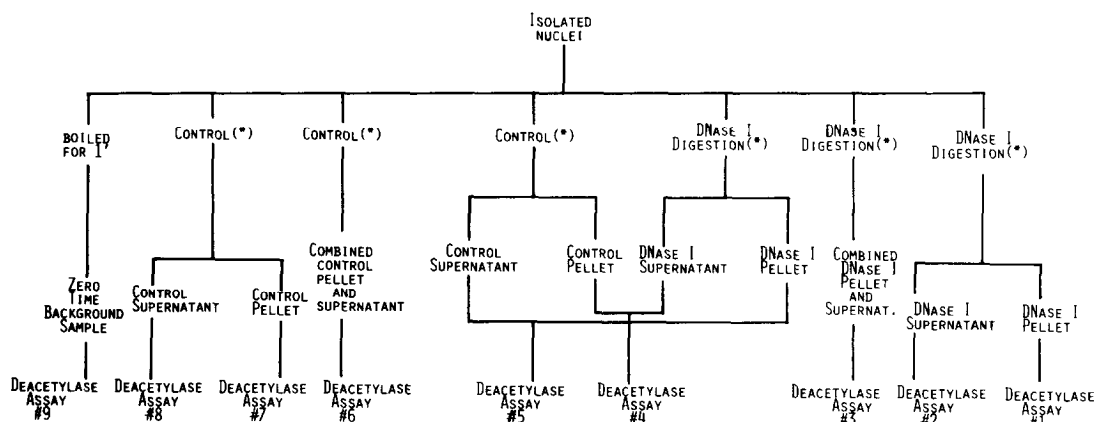 ISOLATED
NUCLEI
BOILED
FOR 1'
CONTROL(*)
CONTROL(*)
CONTROL(*)
DNASE I
DIGESTION(*)
DNASE I
DIGESTION(*)
DNASE I
DIGESTION(*)
ZERO
TIME
BACKGROUND
SAMPLE
CONTROL
SUPERNATANT
CONTROL
PELLET
COMBINED
CONTROL
PELLET
AND
SUPERNATANT
CONTROL
SUPERNATANT
CONTROL
PELLET
DNASE I
SUPERNATANT
DNASE I
PELLET
COMBINED
DNASE I
PELLET
AND
SUPERNAT.
DNASE I
SUPERNATANT
DNASE I
PELLET
DEACETYLASE
ASSAY
#9
DEACETYLASE
ASSAY
#8
DEACETYLASE
ASSAY
#7
DEACETYLASE
ASSAY
#6
DEACETYLASE
ASSAY
#5
DEACETYLASE
ASSAY
#4
DEACETYLASE
ASSAY
#3
DEACETYLASE
ASSAY
#2
DEACETYLASE
ASSAY
#1